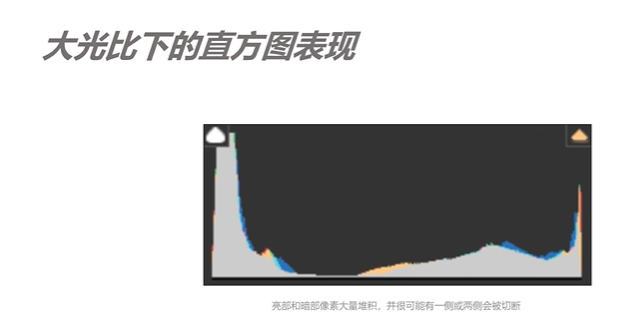 大光比下的直方图表现
亮部和暗部像素大量堆积，并很可能有一侧或两侧会被切断